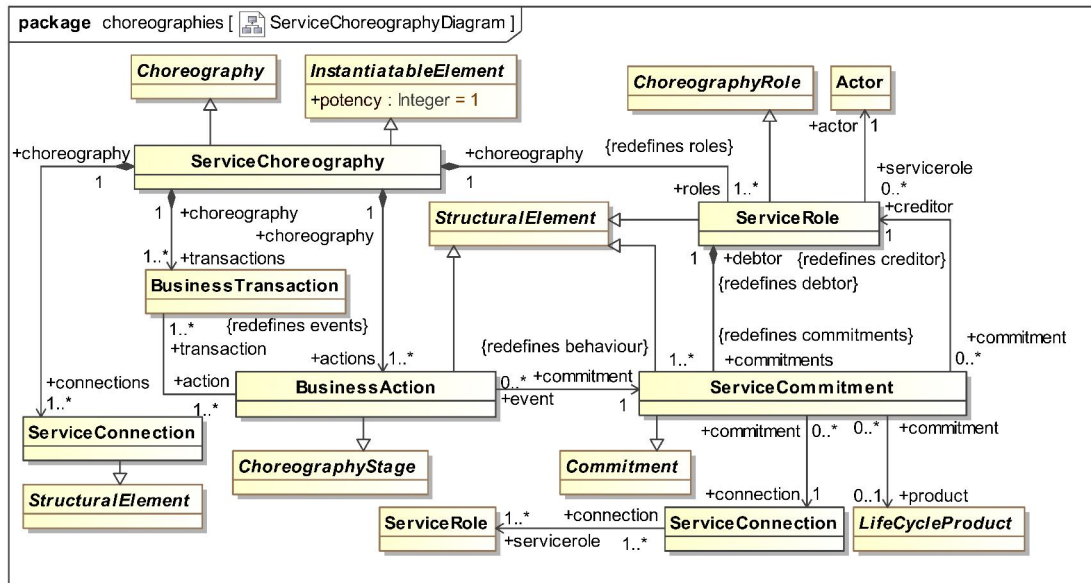 package choreographies [ ServiceChoreographyDiagram ]
Choreography
InstantiatableElement
+potency : Integer = 1
ChoreographyRole
Actor
+actor 1
+choreography
1
ServiceChoreography
+choreography
1
{redefines roles}
+servicerole
0..*
+roles 1..*
1
+choreography
1
+choreography
StructuralElement
ServiceRole
+creditor
1
1..*
+transactions
1 +debtor
{redefines creditor}
{redefines debtor}
BusinessTransaction
1..*
+transaction
{redefines events}
{redefines behaviour}
{redefines commitments}
+commitment
0..*
+actions 1..*
1..* +commitments
+connections
1..*
+action
1..*
BusinessAction
0..*
+event
+commitment
1
ServiceCommitment
ServiceConnection
+commitment 0..*
0..* +commitment
StructuralElement
ChoreographyStage
Commitment
+connection 1
0..1 +product
ServiceRole
1..* +connection
+servicerole 1..*
ServiceConnection
LifeCycleProduct